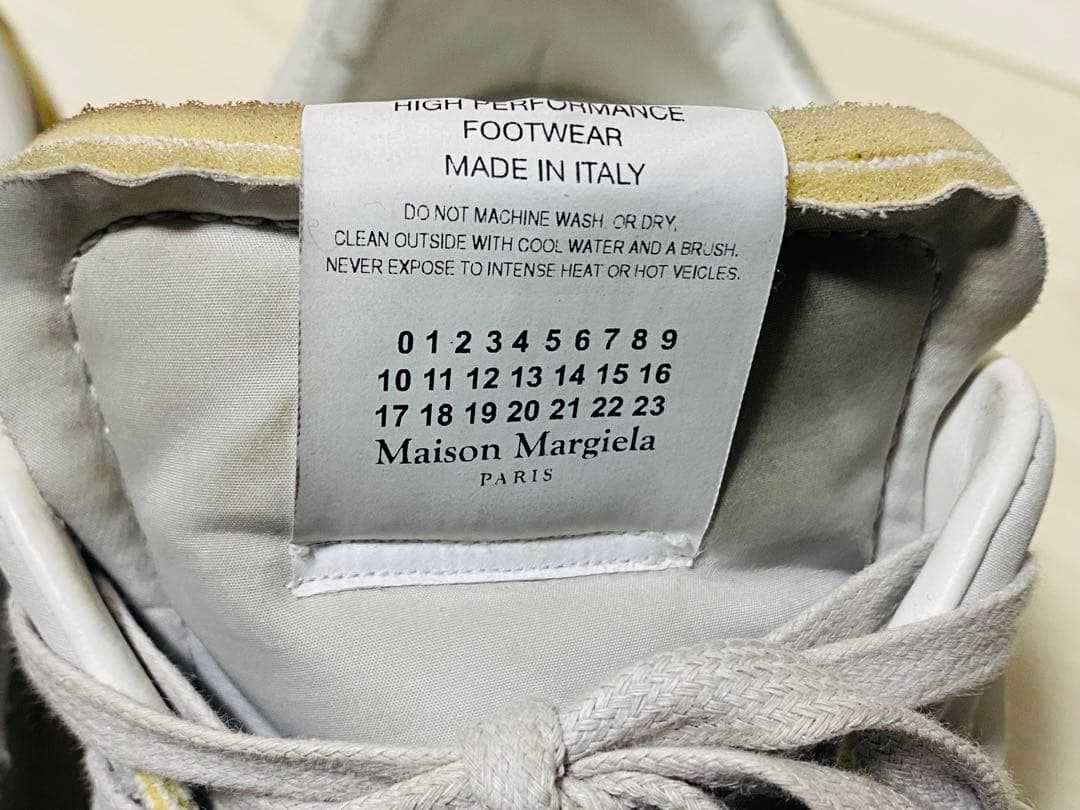 HIGH PERFORMANCE
FOOTWEAR
MADE IN ITALY
DO NOT MACHINE WASH, OR DRY,
CLEAN OUTSIDE WITH COOL WATER AND A BRUSH.
NEVER EXPOSE TO INTENSE HEAT OR HOT VEICLES.
0 1 2 3 4 5 6 7 8 9
10 11 12 13 14 15 16
17 18 19 20 21 22 23
Maison Margiela
PARIS